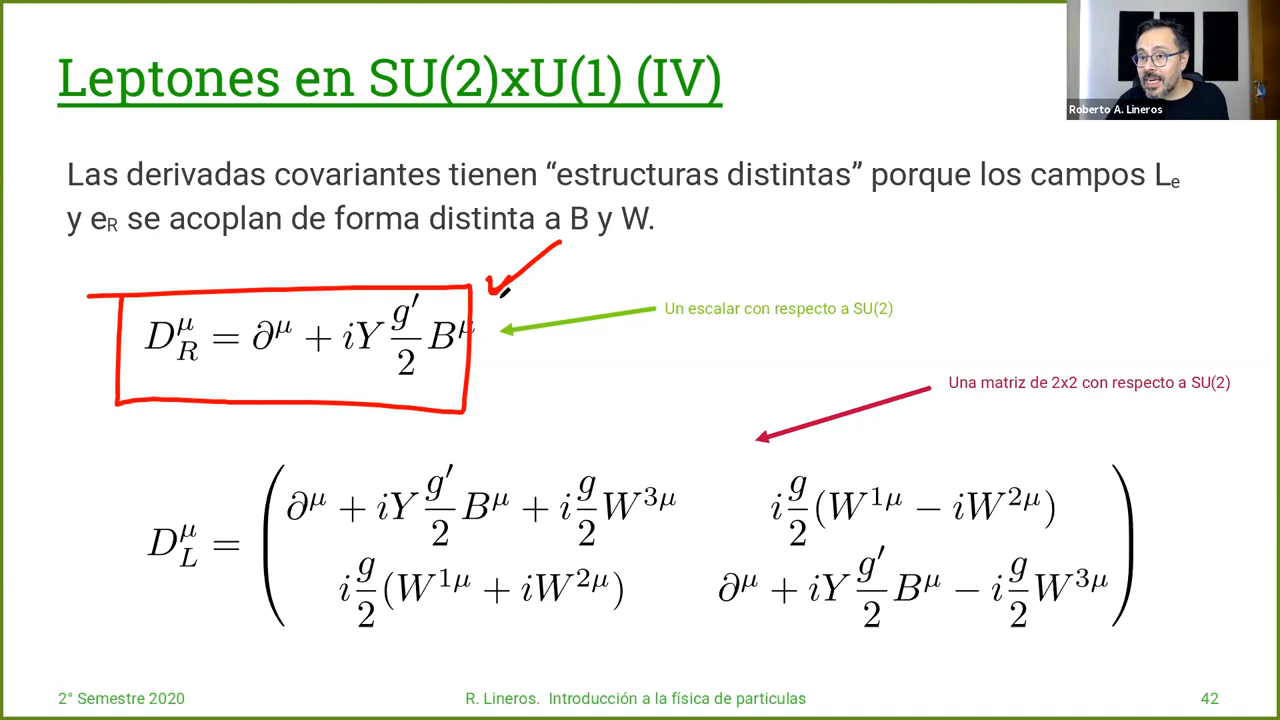 Leptones en SU(2)xU(1) (IV)
Roberto A. Lineros
Las derivadas covariantes tienen “estructuras distintas” porque los campos Lₑ
y e_R se acoplan de forma distinta a B y W.
D_R^μ = ∂^μ + iY g′/2 B^μ
Un escalar con respecto a SU(2)
Una matriz de 2x2 con respecto a SU(2)
D_L^μ = ( ∂^μ + iY g′/2 B^μ + i g/2 W^{3μ}    i g/2 (W^{1μ} − iW^{2μ})
i g/2 (W^{1μ} + iW^{2μ})    ∂^μ + iY g′/2 B^μ − i g/2 W^{3μ} )
2° Semestre 2020
R. Lineros. Introducción a la física de particulas
42